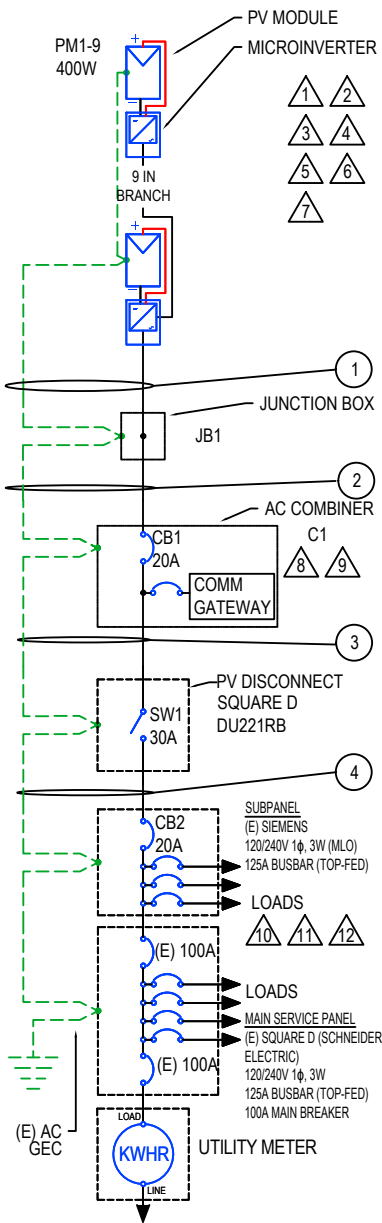 PV MODULE
PM1-9
400W
MICROINVERTER
1
2
3
4
5
6
7
+
−
9 IN
BRANCH
+
−
1
JUNCTION BOX
JB1
2
AC COMBINER
C1
8
9
CB1
20A
COMM
GATEWAY
3
PV DISCONNECT
SQUARE D
DU221RB
SW1
30A
4
SUBPANEL
(E) SIEMENS
120/240V 1ϕ, 3W (MLO)
125A BUSBAR (TOP-FED)
CB2
20A
LOADS
10
11
12
(E) 100A
LOADS
MAIN SERVICE PANEL
(E) SQUARE D (SCHNEIDER
ELECTRIC)
120/240V 1ϕ, 3W
125A BUSBAR (TOP-FED)
100A MAIN BREAKER
(E) 100A
(E) AC
GEC
LOAD
KWHR
UTILITY METER
LINE